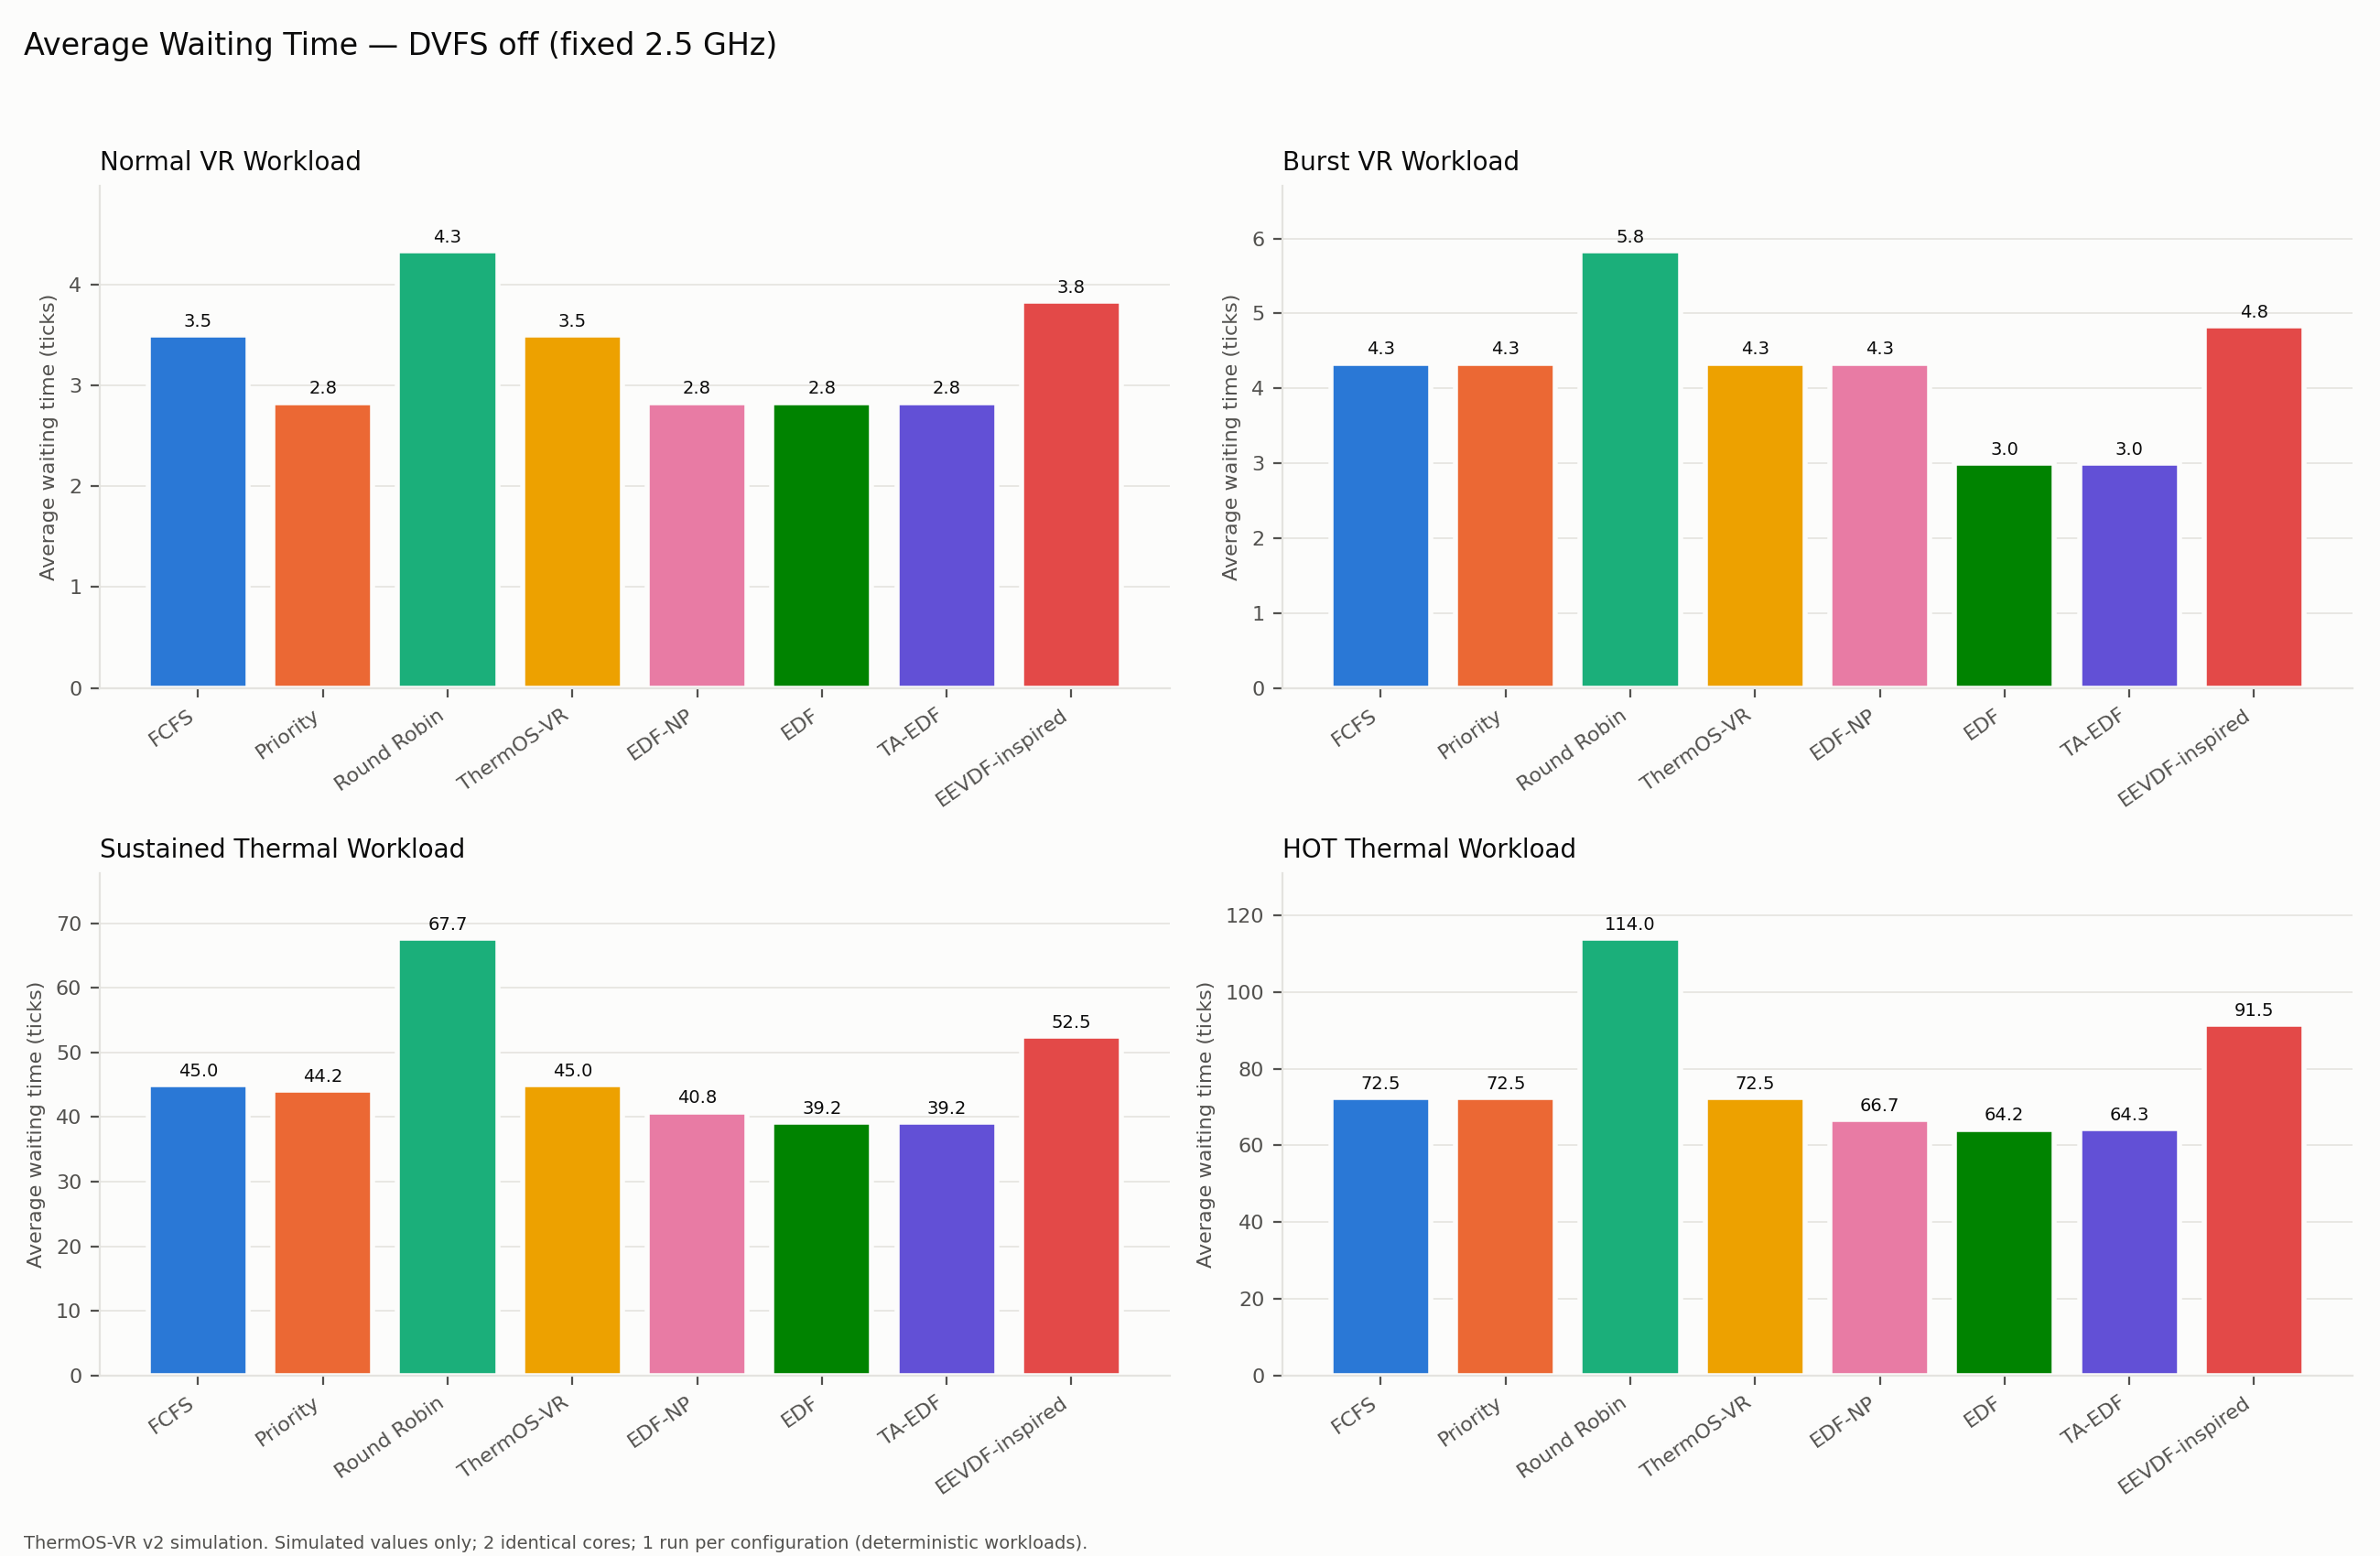 Average Waiting Time — DVFS off (fixed 2.5 GHz)
Normal VR Workload
Average waiting time (ticks)
4
3
2
1
0
3.5
2.8
4.3
3.5
2.8
2.8
2.8
3.8
FCFS
Priority
Round Robin
ThermOS-VR
EDF-NP
EDF
TA-EDF
EEVDF-inspired
Burst VR Workload
Average waiting time (ticks)
6
5
4
3
2
1
0
4.3
4.3
5.8
4.3
4.3
3.0
3.0
4.8
FCFS
Priority
Round Robin
ThermOS-VR
EDF-NP
EDF
TA-EDF
EEVDF-inspired
Sustained Thermal Workload
Average waiting time (ticks)
70
60
50
40
30
20
10
0
45.0
44.2
67.7
45.0
40.8
39.2
39.2
52.5
FCFS
Priority
Round Robin
ThermOS-VR
EDF-NP
EDF
TA-EDF
EEVDF-inspired
HOT Thermal Workload
Average waiting time (ticks)
120
100
80
60
40
20
0
72.5
72.5
114.0
72.5
66.7
64.2
64.3
91.5
FCFS
Priority
Round Robin
ThermOS-VR
EDF-NP
EDF
TA-EDF
EEVDF-inspired
ThermOS-VR v2 simulation. Simulated values only; 2 identical cores; 1 run per configuration (deterministic workloads).